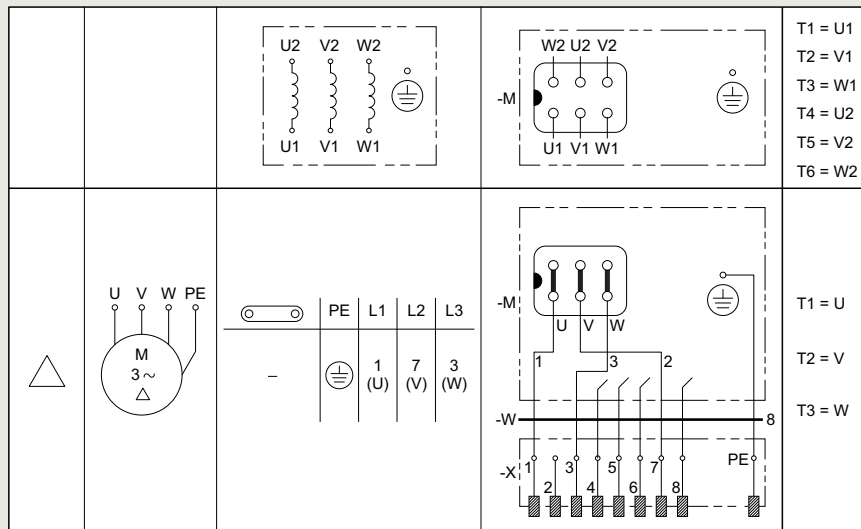 U2 V2 W2
U1 V1 W1
W2 U2 V2
-M
U1 V1 W1
T1 = U1
T2 = V1
T3 = W1
T4 = U2
T5 = V2
T6 = W2
U V W PE
M
3 ~
PE L1 L2 L3
– 1 7 3
(U) (V) (W)
-M
U V W
1 3 2
-W 8
-X 1 2 3 4 5 6 7 8 PE
T1 = U
T2 = V
T3 = W